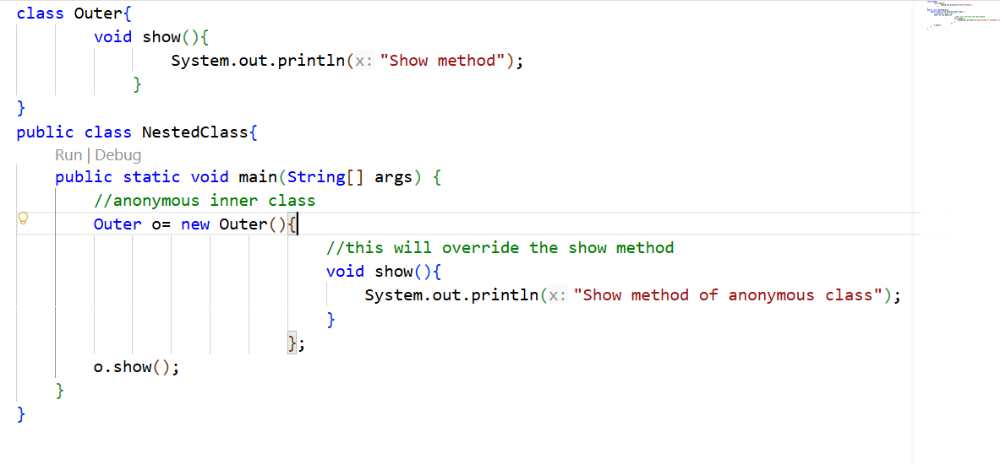 class Outer{
void show(){
System.out.println(x: "Show method");
}
}
public class NestedClass{
Run | Debug
public static void main(String[] args) {
//anonymous inner class
Outer o= new Outer(){
//this will override the show method
void show(){
System.out.println(x: "Show method of anonymous class");
}
};
o.show();
}
}